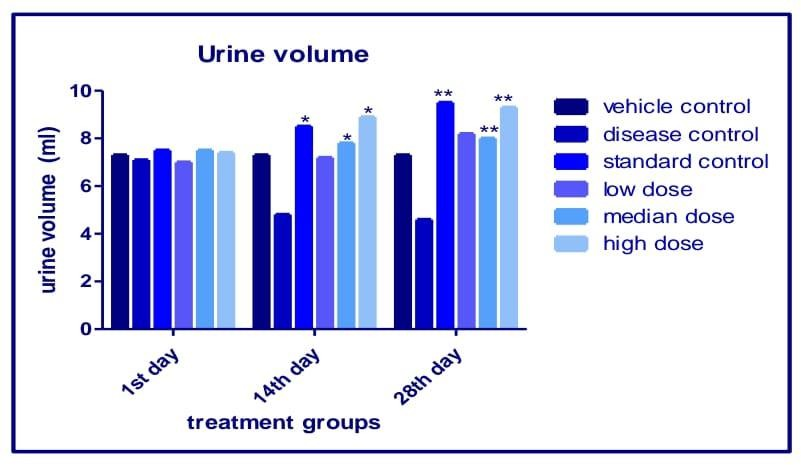 Urine volume
urine volume (ml)
10
8
6
4
2
0
* * *
** ** **
1st day
14th day
28th day
treatment groups
vehicle control
disease control
standard control
low dose
median dose
high dose